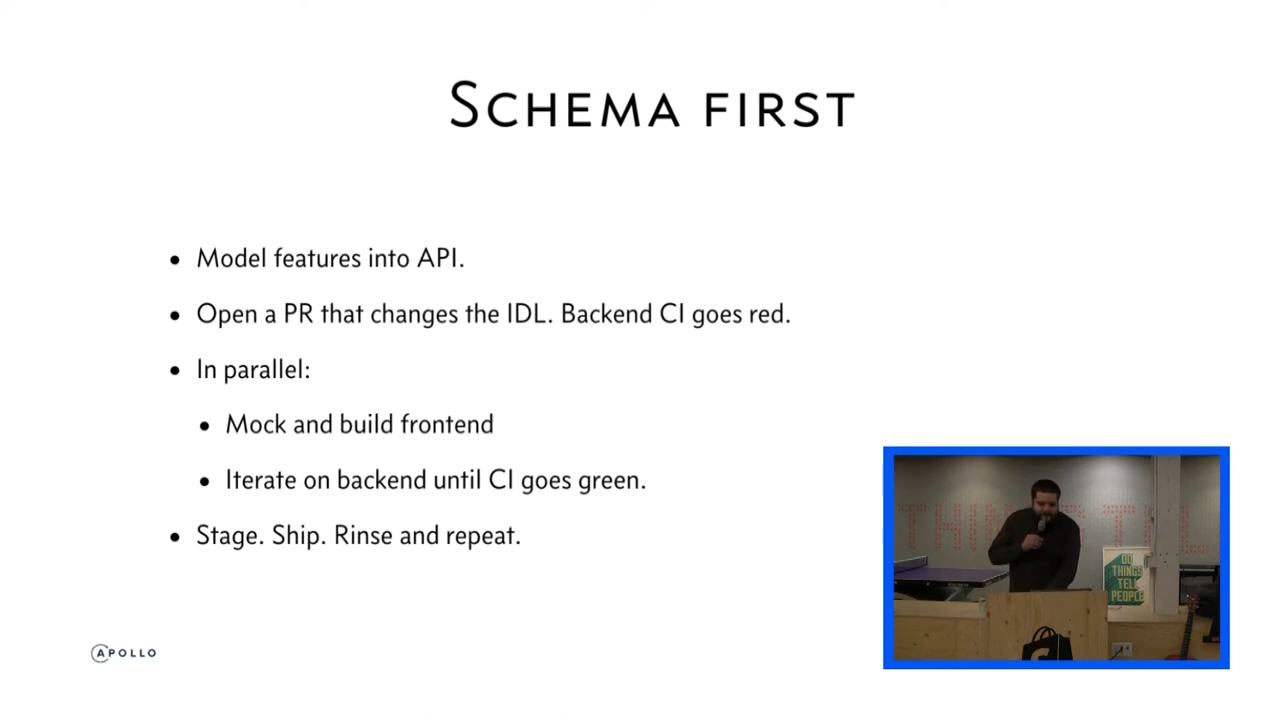 SCHEMA FIRST
• Model features into API.
• Open a PR that changes the IDL. Backend CI goes red.
• In parallel:
• Mock and build frontend
• Iterate on backend until CI goes green.
• Stage. Ship. Rinse and repeat.
APOLLO
DO
THINGS
TELL
PEOPLE